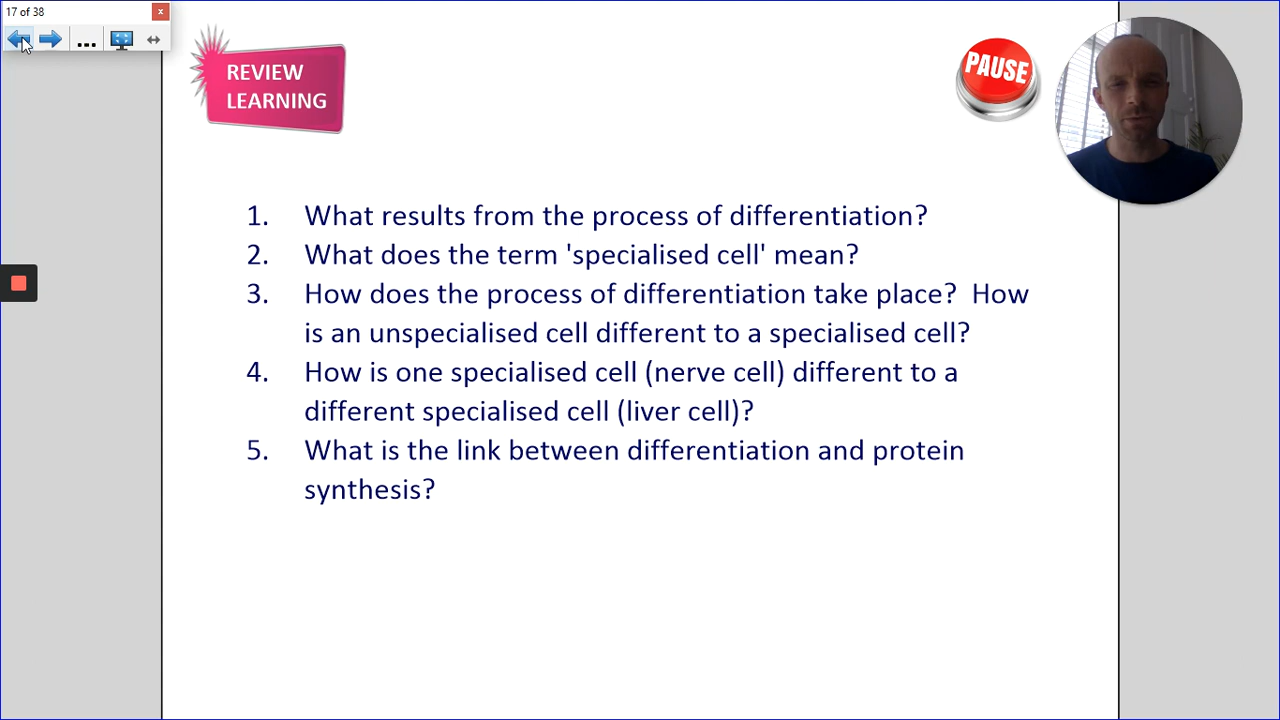 17 of 38
REVIEW
LEARNING
PAUSE
1. What results from the process of differentiation?
2. What does the term 'specialised cell' mean?
3. How does the process of differentiation take place?  How
is an unspecialised cell different to a specialised cell?
4. How is one specialised cell (nerve cell) different to a
different specialised cell (liver cell)?
5. What is the link between differentiation and protein
synthesis?